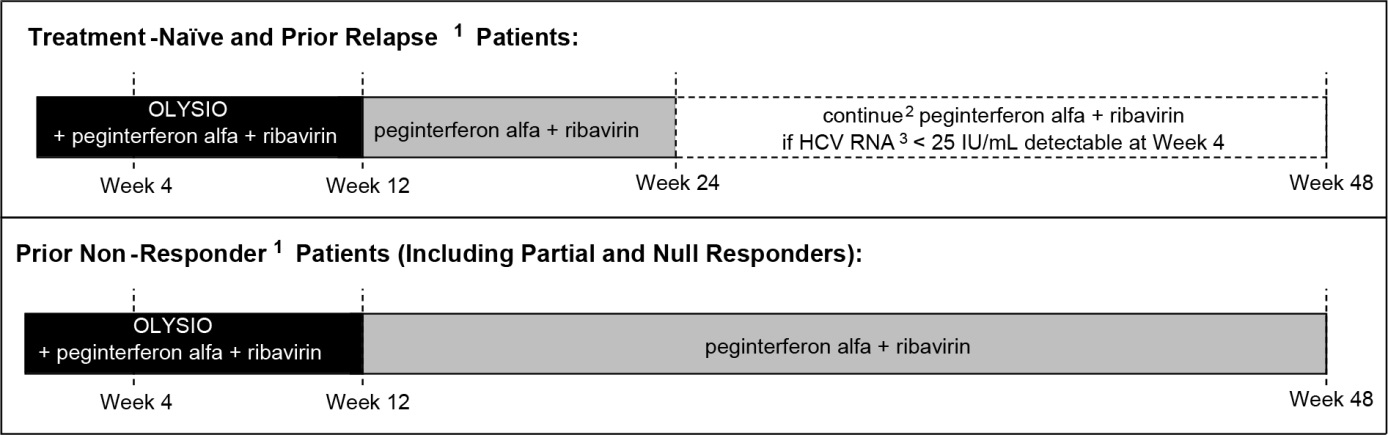 Treatment-Naïve and Prior Relapse ¹ Patients:
OLYSIO
+ peginterferon alfa + ribavirin
peginterferon alfa + ribavirin
continue² peginterferon alfa + ribavirin
if HCV RNA ³ < 25 IU/mL detectable at Week 4
Week 4
Week 12
Week 24
Week 48
Prior Non-Responder ¹ Patients (Including Partial and Null Responders):
OLYSIO
+ peginterferon alfa + ribavirin
peginterferon alfa + ribavirin
Week 4
Week 12
Week 48